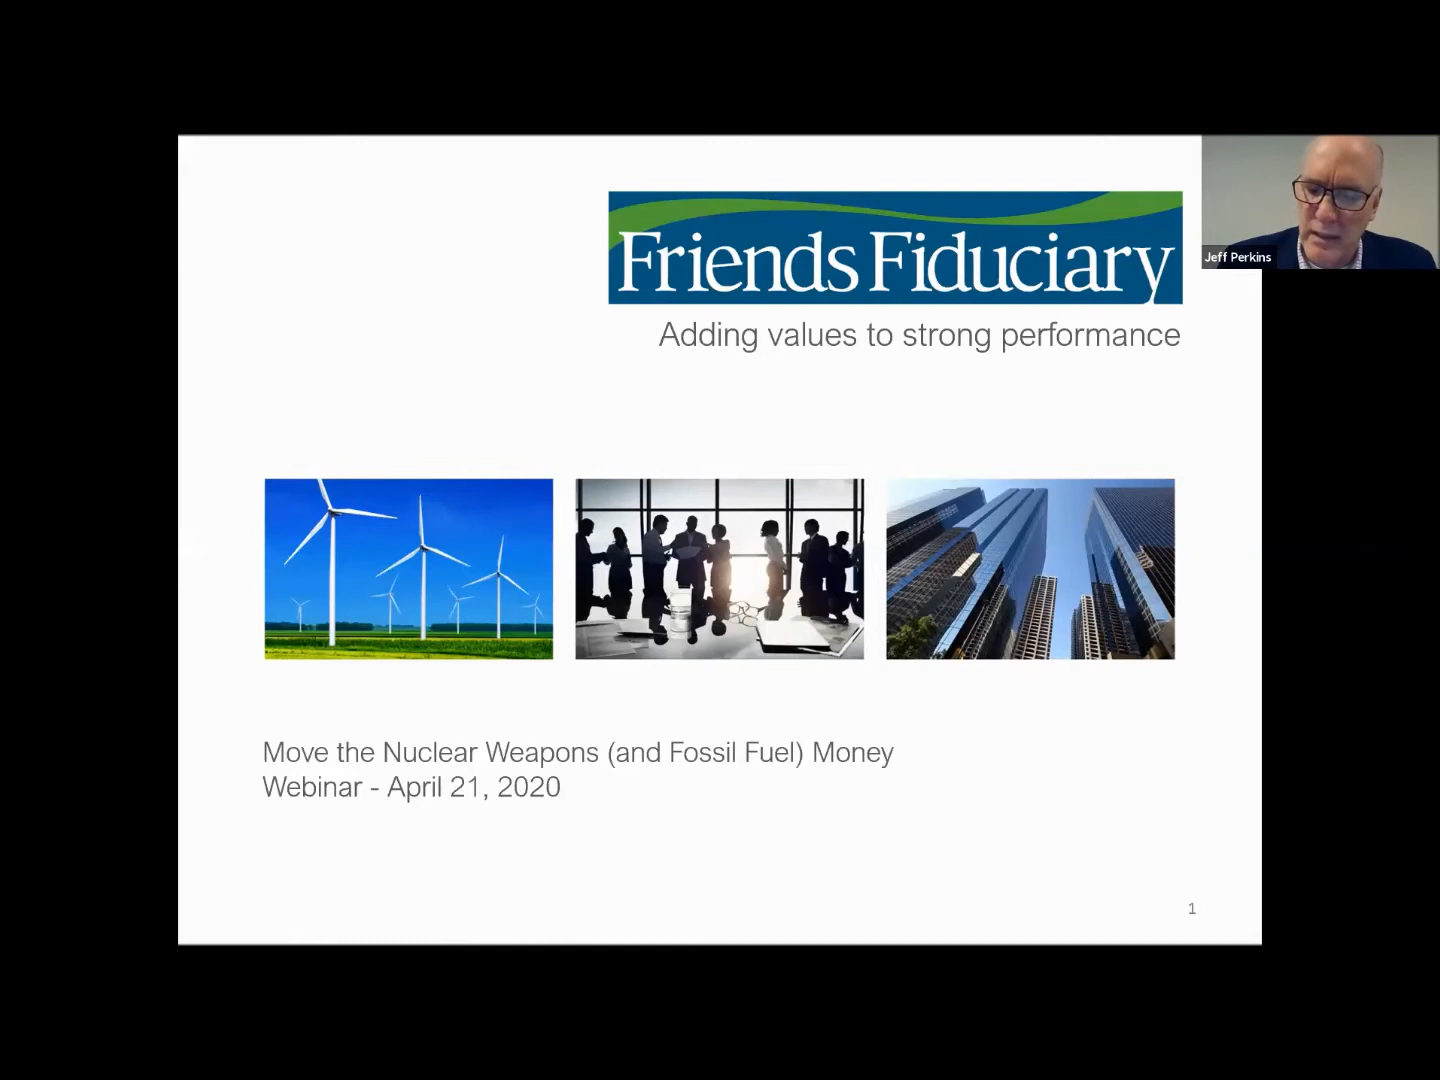 Friends Fiduciary
Adding values to strong performance
Jeff Perkins
Move the Nuclear Weapons (and Fossil Fuel) Money
Webinar - April 21, 2020
1